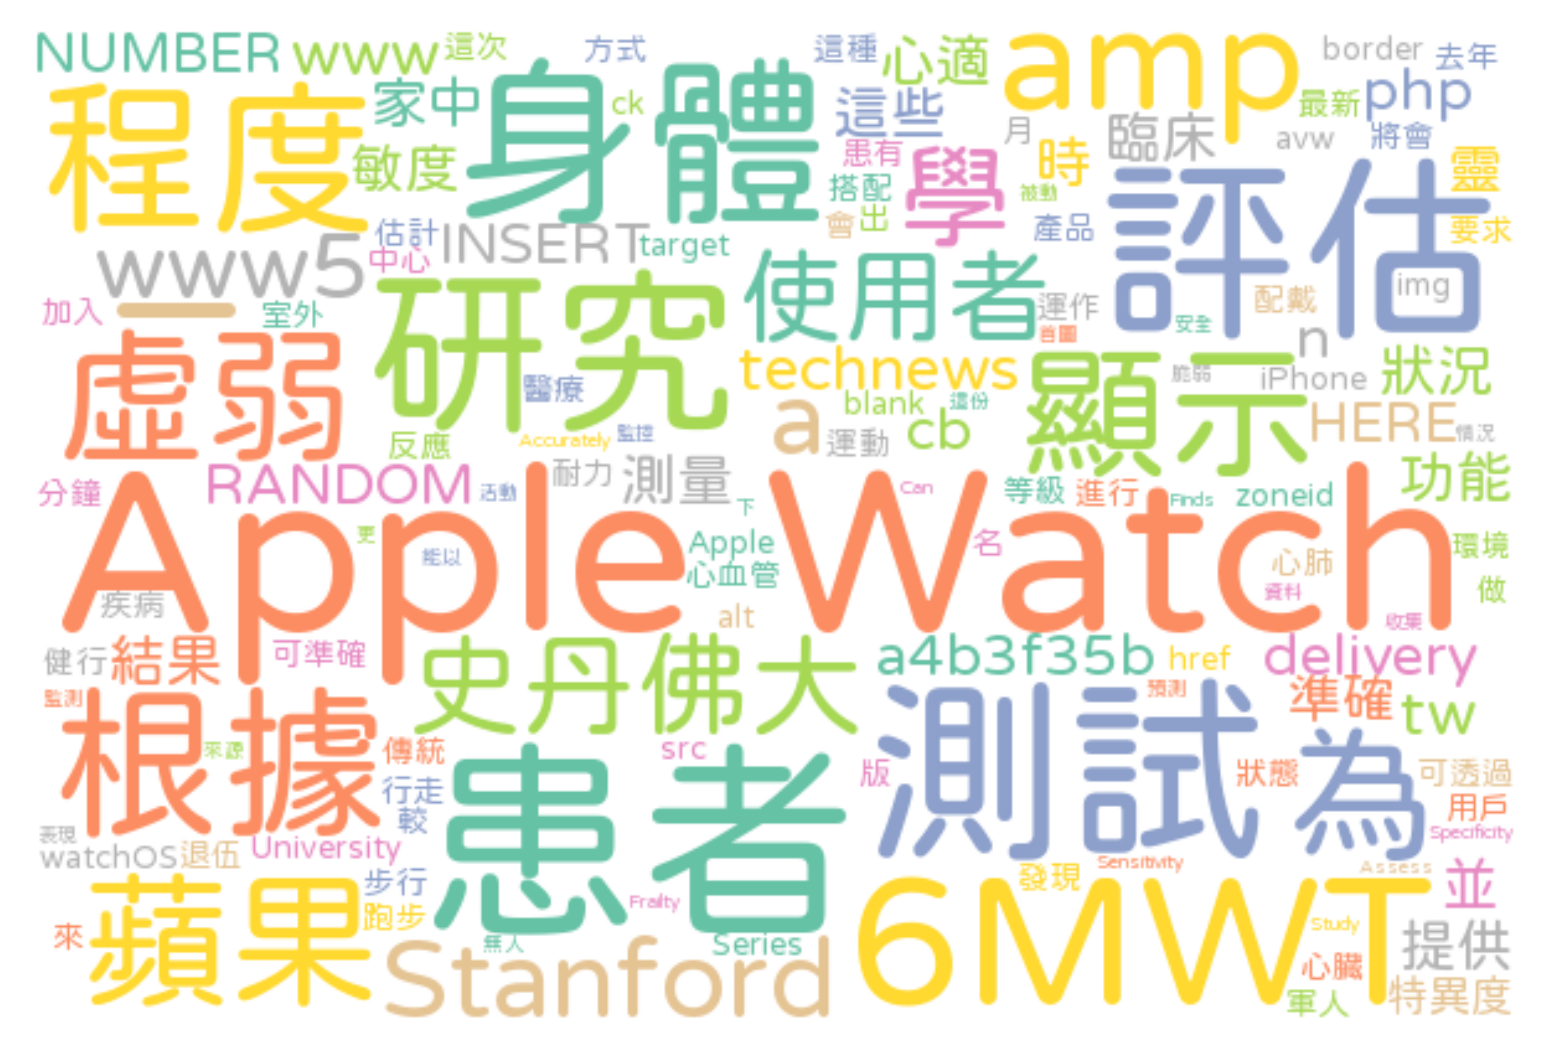 NUMBER www 這次 方式 這種 心適 amp border 去年
程度 家中 身體 ck 這些 最新 php
敏度 患有 學 月 時 臨床 avw 將會
搭配 被動 評估 靈
估計 INSERT target 會 出 產品 要求
www5 中心 使用者 運作 配戴 img
加入 一 室外 研究 首圖 安全 n
虛弱 醫療 technews 顯示 脆弱 iPhone 狀況
反應 Accurately 監控 a blank 這份 cb HERE 情況
運動
分鐘 RANDOM 活動 耐力 測量 Can 等級 進行 Finds zoneid 功能
Apple Watch 更 能以 下 Apple 名 環境
疾病 心血管 心肺 資料 做
alt 收集
健行 結果 可準確 史丹佛大 a4b3f35b href delivery
監測 根據 測試 預測 準確 tw
來源 傳統 src 版 為 狀態 可透過
行走 患者 用戶
表現 較 Specificity
watchOS 退伍 University Sensitivity Assess
蘋果 步行 發現 並
跑步 Frailty 6MWT Study
來 無人 Series 提供
Stanford 心臟
軍人 特異度